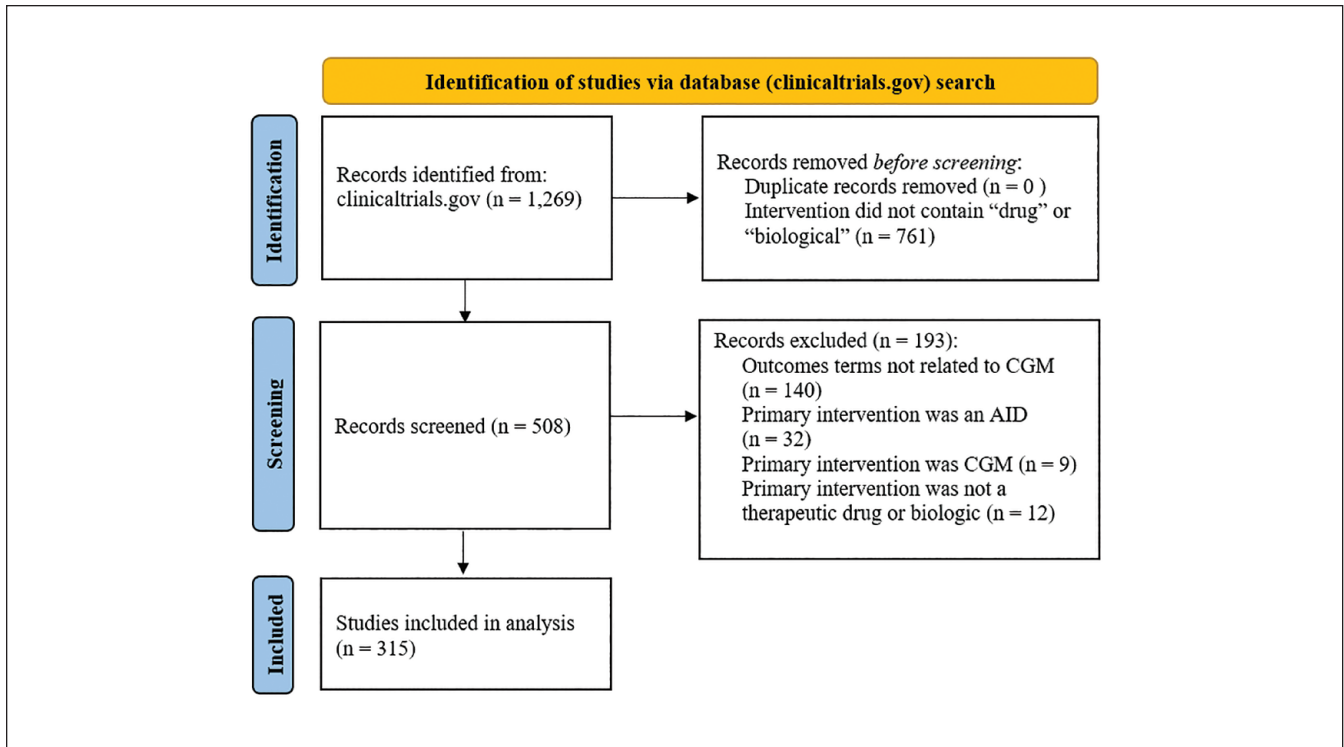 Identification of studies via database (clinicaltrials.gov) search
Identification
Records identified from:
clinicaltrials.gov (n = 1,269)
Records removed before screening:
Duplicate records removed (n = 0 )
Intervention did not contain “drug” or
“biological” (n = 761)
Screening
Records screened (n = 508)
Records excluded (n = 193):
Outcomes terms not related to CGM
(n = 140)
Primary intervention was an AID
(n = 32)
Primary intervention was CGM (n = 9)
Primary intervention was not a
therapeutic drug or biologic (n = 12)
Included
Studies included in analysis
(n = 315)